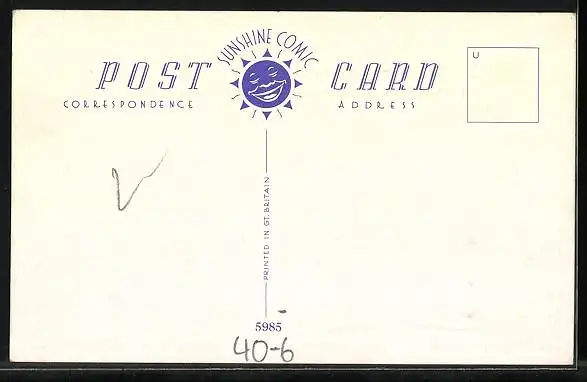 SUNSHINE COMIC
POST CARD
CORRESPONDENCE
ADDRESS
U
PRINTED IN GT. BRITAIN
5985
40-6